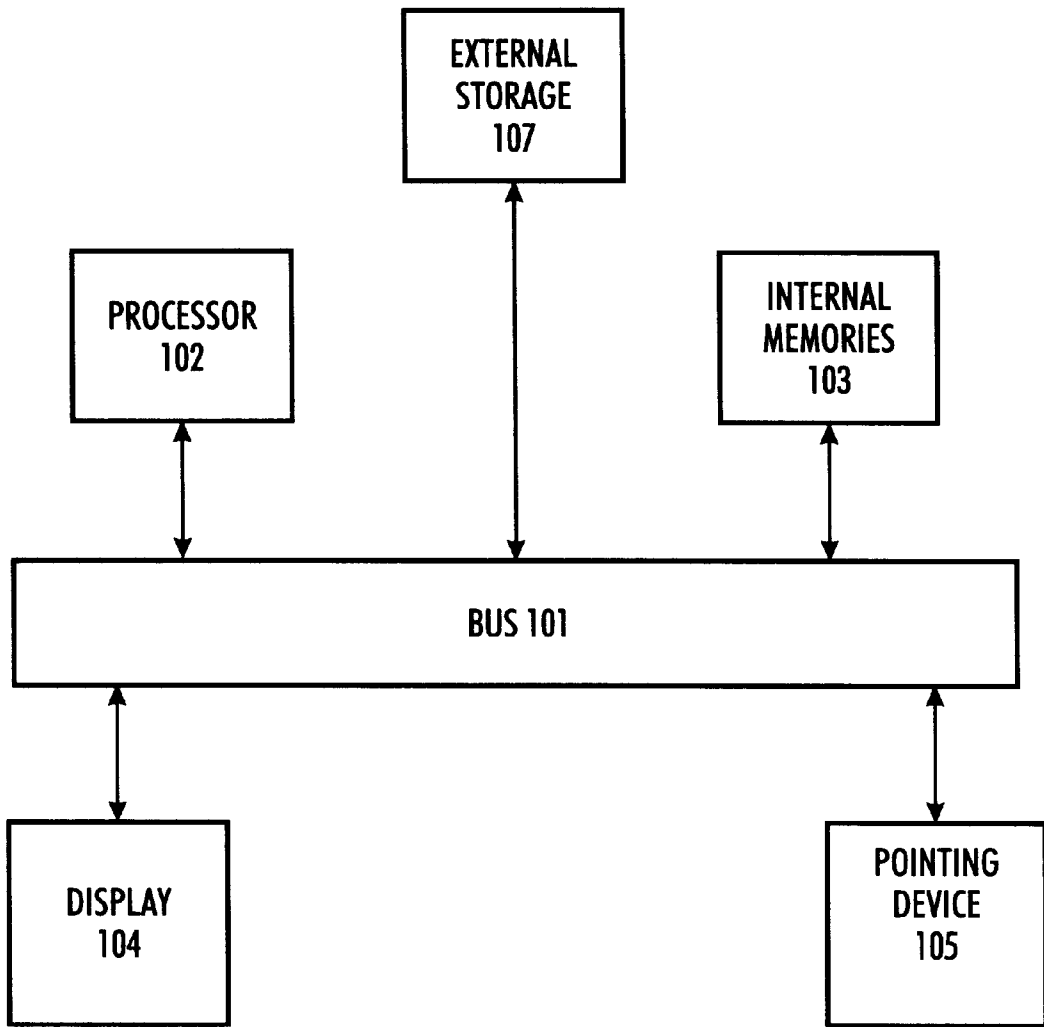 EXTERNAL
STORAGE
107
PROCESSOR
102
INTERNAL
MEMORIES
103
BUS 101
DISPLAY
104
POINTING
DEVICE
105